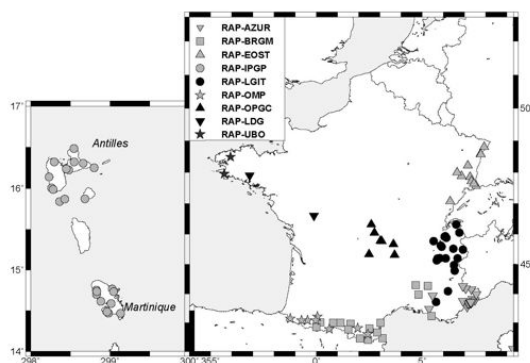 RAP-AZUR
RAP-BRGM
RAP-EOST
RAP-IPGP
RAP-LGIT
RAP-OMP
RAP-OPGC
RAP-LDG
RAP-UBO
50
45
17'
16'
15'
14'
Antilles
Martinique
298'
299'
300'
355'
0'
5'